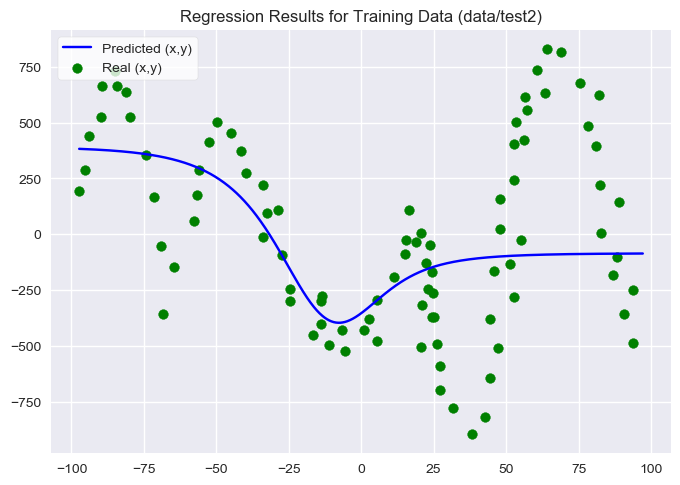 Regression Results for Training Data (data/test2)
Predicted (x,y)
Real (x,y)
750
500
250
0
−250
−500
−750
−100 −75 −50 −25 0 25 50 75 100